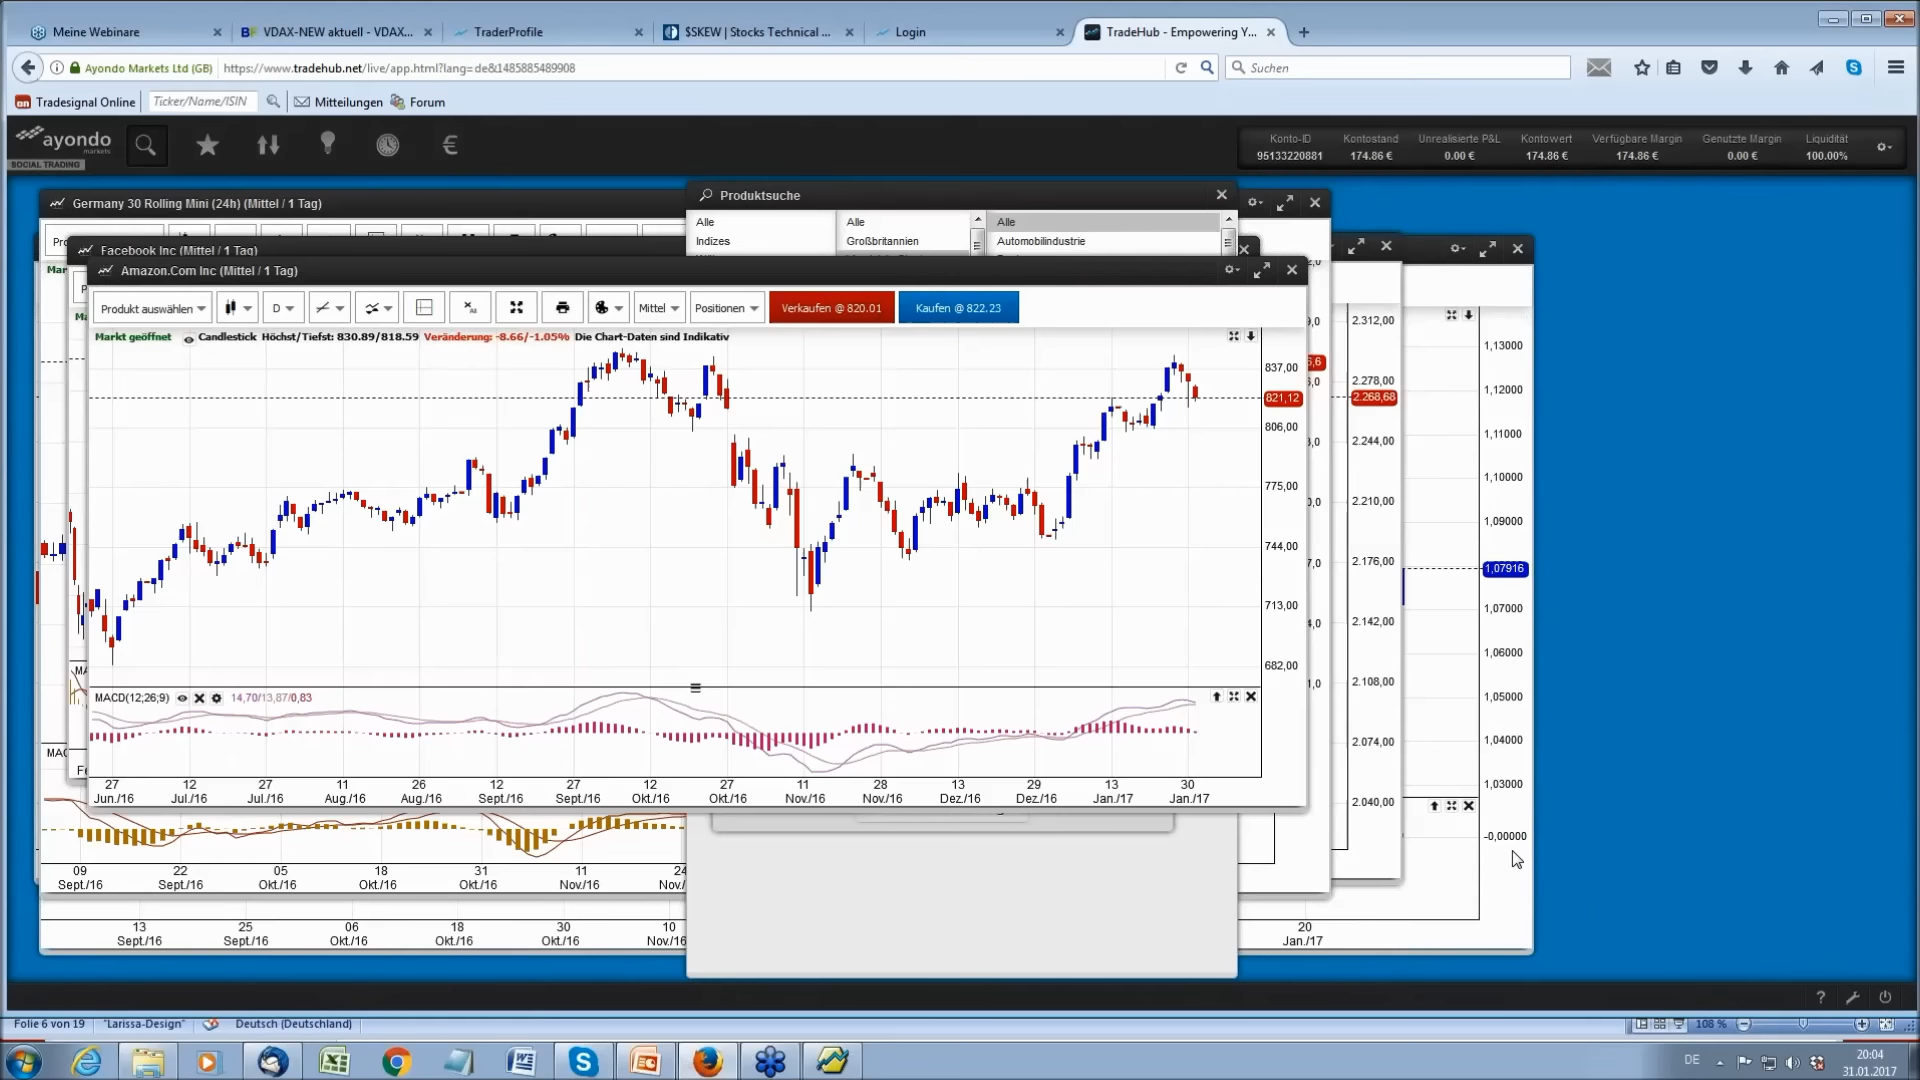 Meine Webinare
VDAX-NEW aktuell - VDAX...
TraderProfile
$SKEW | Stocks Technical ...
Login
TradeHub - Empowering Y...
Ayondo Markets Ltd (GB)
https://www.tradehub.net/live/app.html?lang=de&1485885489908
Suchen
Tradesignal Online
Ticker/Name/ISIN
Mitteilungen
Forum
ayondo
markets
SOCIAL TRADING
Konto-ID Kontostand Unrealisierte P&L Kontowert Verfügbare Margin Genutzte Margin Liquidität
95133220881 174.86 € 0.00 € 174.86 € 174.86 € 0.00 € 100.00%
Germany 30 Rolling Mini (24h) (Mittel / 1 Tag)
Produktsuche
Alle Alle Alle
Indizes Großbritannien Automobilindustrie
Facebook Inc (Mittel / 1 Tag)
Amazon.Com Inc (Mittel / 1 Tag)
Produkt auswählen D Mittel Positionen Verkaufen @ 820.01 Kaufen @ 822.23
Markt geöffnet Candlestick Höchst/Tiefst: 830.89/818.59 Veränderung: -8.66/-1.05% Die Chart-Daten sind Indikativ
837,00
821,12
806,00
775,00
744,00
713,00
682,00
2.312,00
2.278,00
2.268,68
2.244,00
2.210,00
2.176,00
2.142,00
2.108,00
2.074,00
2.040,00
1,13000
1,12000
1,11000
1,10000
1,09000
1,07916
1,07000
1,06000
1,05000
1,04000
1,03000
-0,00000
MACD(12;26;9) 14,70/13,87/0,83
27 12 27 11 26 12 27 12 27 11 28 13 29 13 30
Jun./16 Jul./16 Jul./16 Aug./16 Aug./16 Sept./16 Sept./16 Okt./16 Okt./16 Nov./16 Nov./16 Dez./16 Dez./16 Jan./17 Jan./17
09 22 05 18 31 11 24
Sept./16 Sept./16 Okt./16 Okt./16 Okt./16 Nov./16 Nov./
13 25 06 18 30 10 20
Sept./16 Sept./16 Okt./16 Okt./16 Okt./16 Nov./16 Jan./17
Folie 6 von 19 "Larissa-Design" Deutsch (Deutschland)
108 %
DE
20:04
31.01.2017